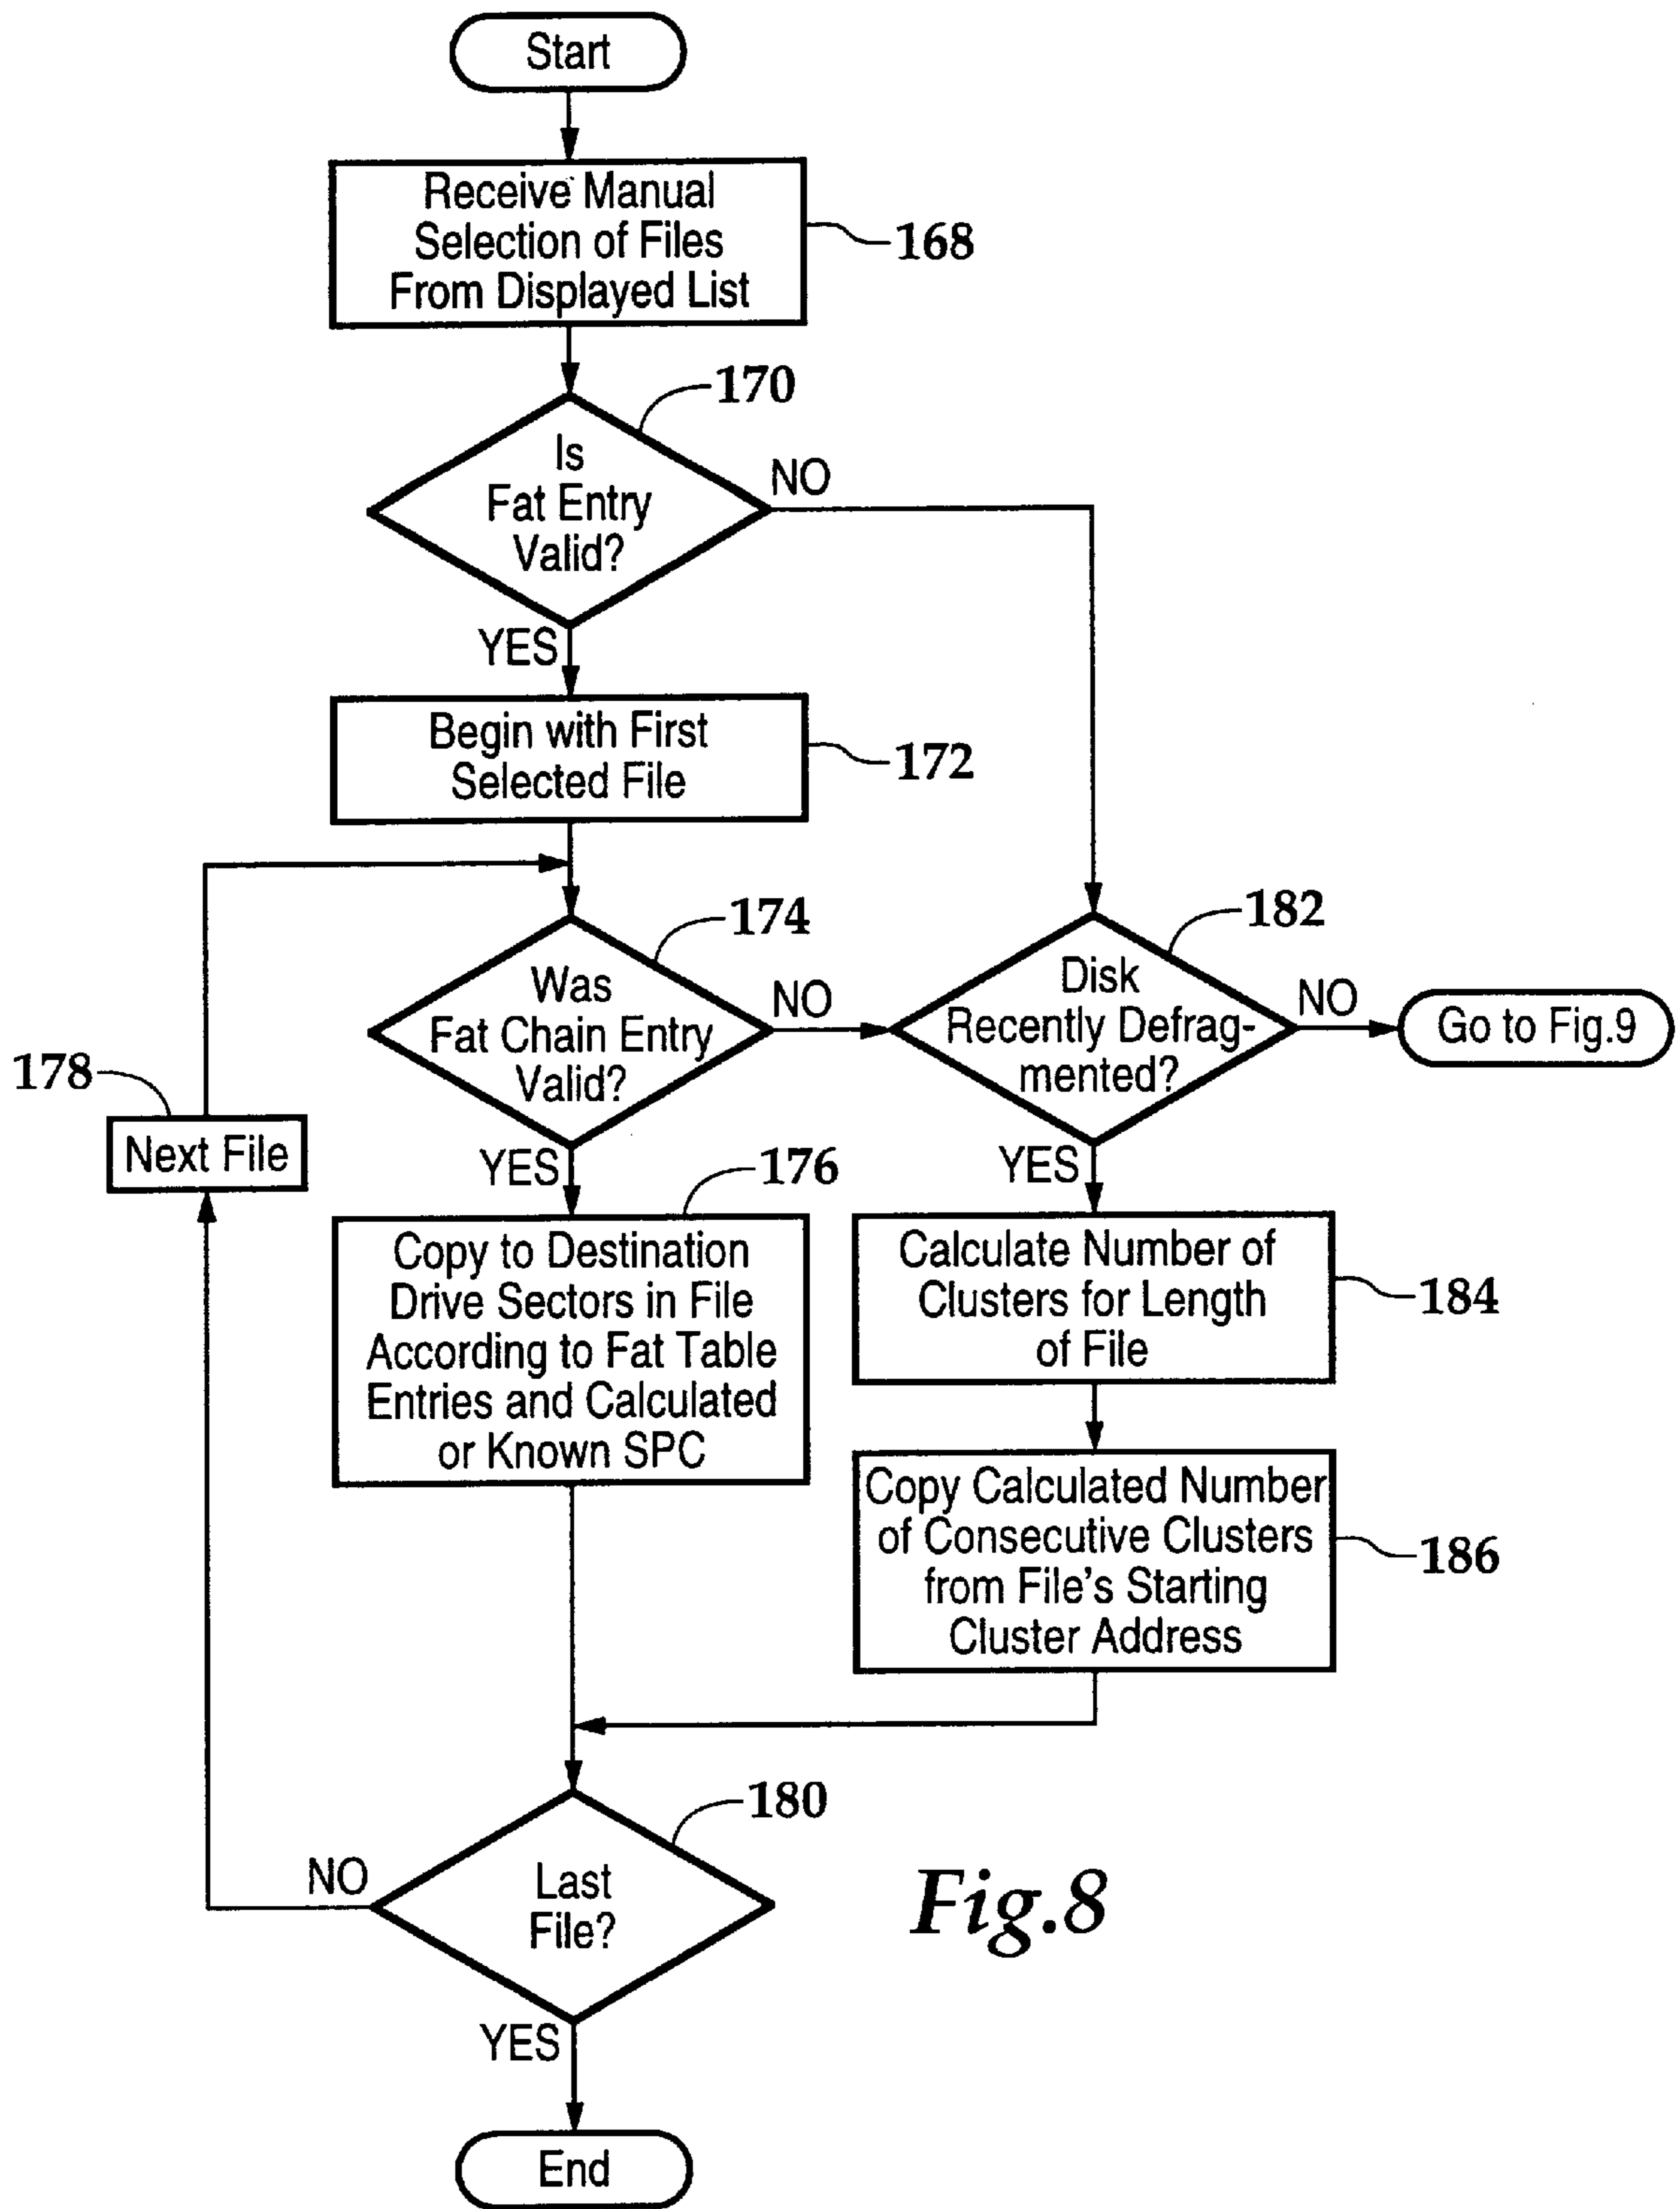 Start
Receive Manual
Selection of Files
From Displayed List
168
170
Is
Fat Entry
Valid?
NO
YES
Begin with First
Selected File
172
174
Was
Fat Chain Entry
Valid?
NO
YES
182
Disk
Recently Defrag-
mented?
NO
Go to Fig.9
YES
178
Next File
176
Copy to Destination
Drive Sectors in File
According to Fat Table
Entries and Calculated
or Known SPC
Calculate Number of
Clusters for Length
of File
184
Copy Calculated Number
of Consecutive Clusters
from File's Starting
Cluster Address
186
180
Last
File?
NO
YES
End
Fig.8